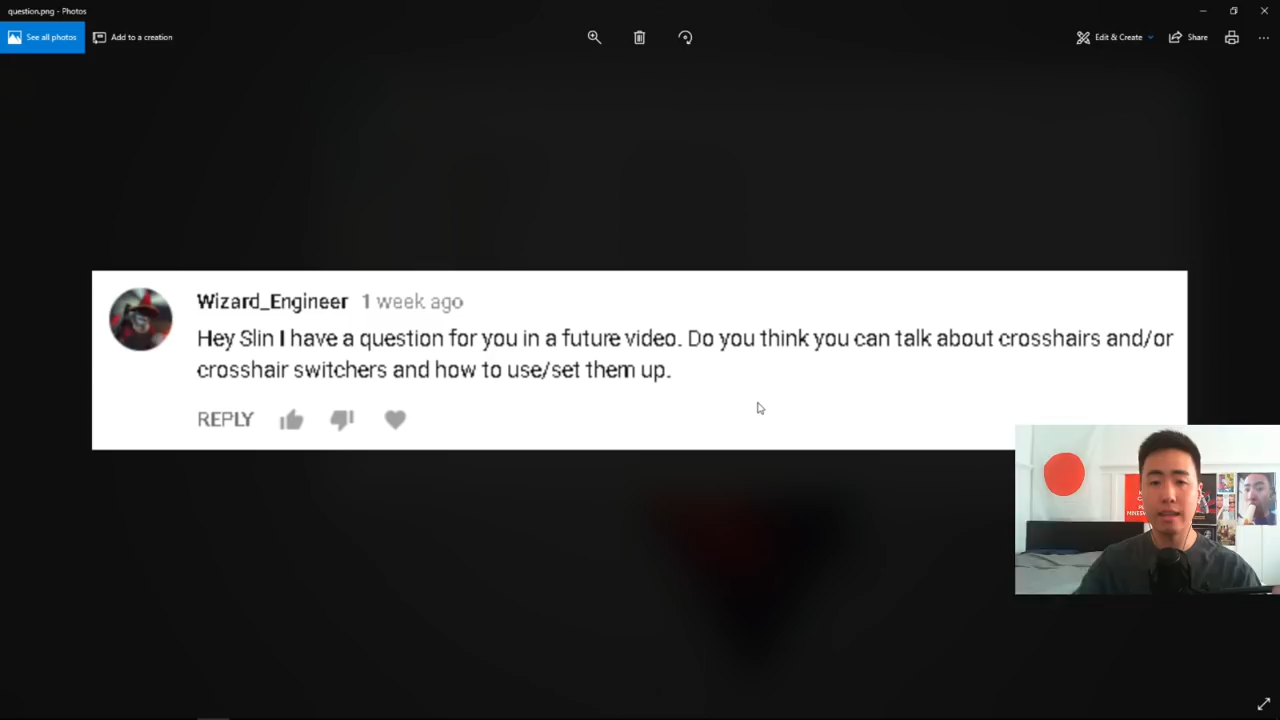 question.png - Photos
See all photos
Add to a creation
Edit & Create
Share
Wizard_Engineer 1 week ago
Hey Slin I have a question for you in a future video. Do you think you can talk about crosshairs and/or
crosshair switchers and how to use/set them up.
REPLY